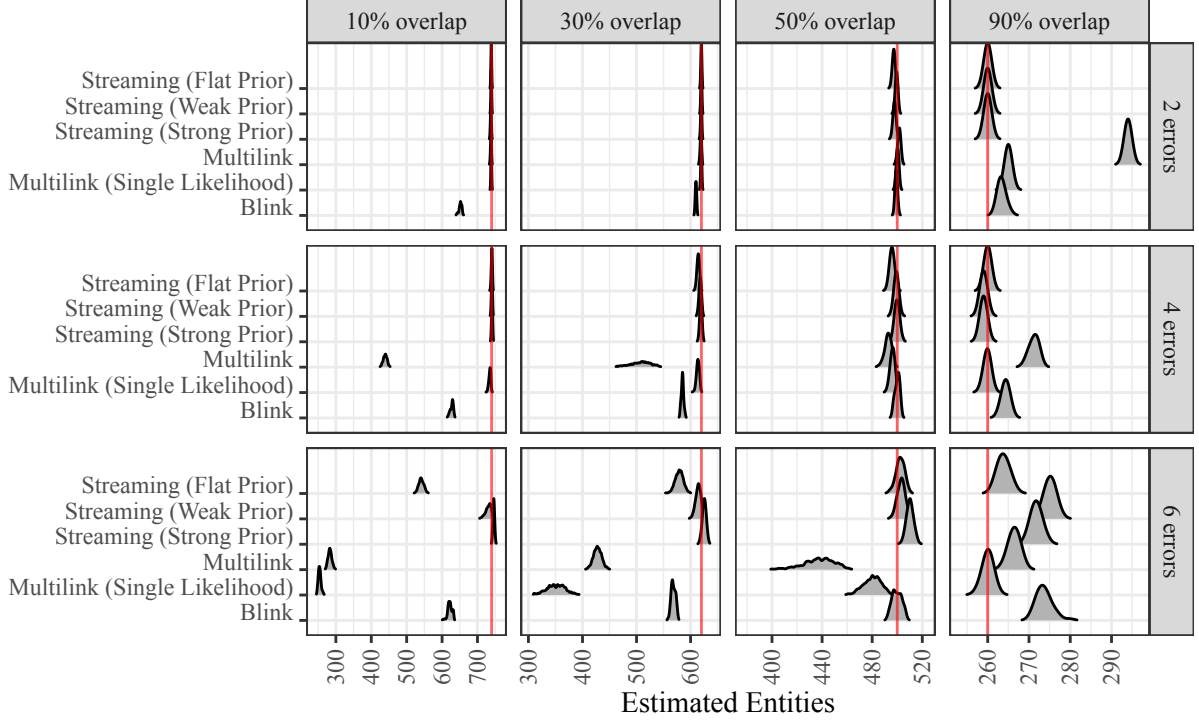 10% overlap 30% overlap 50% overlap 90% overlap
Streaming (Flat Prior)
Streaming (Weak Prior)
Streaming (Strong Prior)
Multilink
Multilink (Single Likelihood)
Blink
2 errors
Streaming (Flat Prior)
Streaming (Weak Prior)
Streaming (Strong Prior)
Multilink
Multilink (Single Likelihood)
Blink
4 errors
Streaming (Flat Prior)
Streaming (Weak Prior)
Streaming (Strong Prior)
Multilink
Multilink (Single Likelihood)
Blink
6 errors
300 400 500 600 700 300 400 500 600 400 440 480 520 260 270 280 290
Estimated Entities